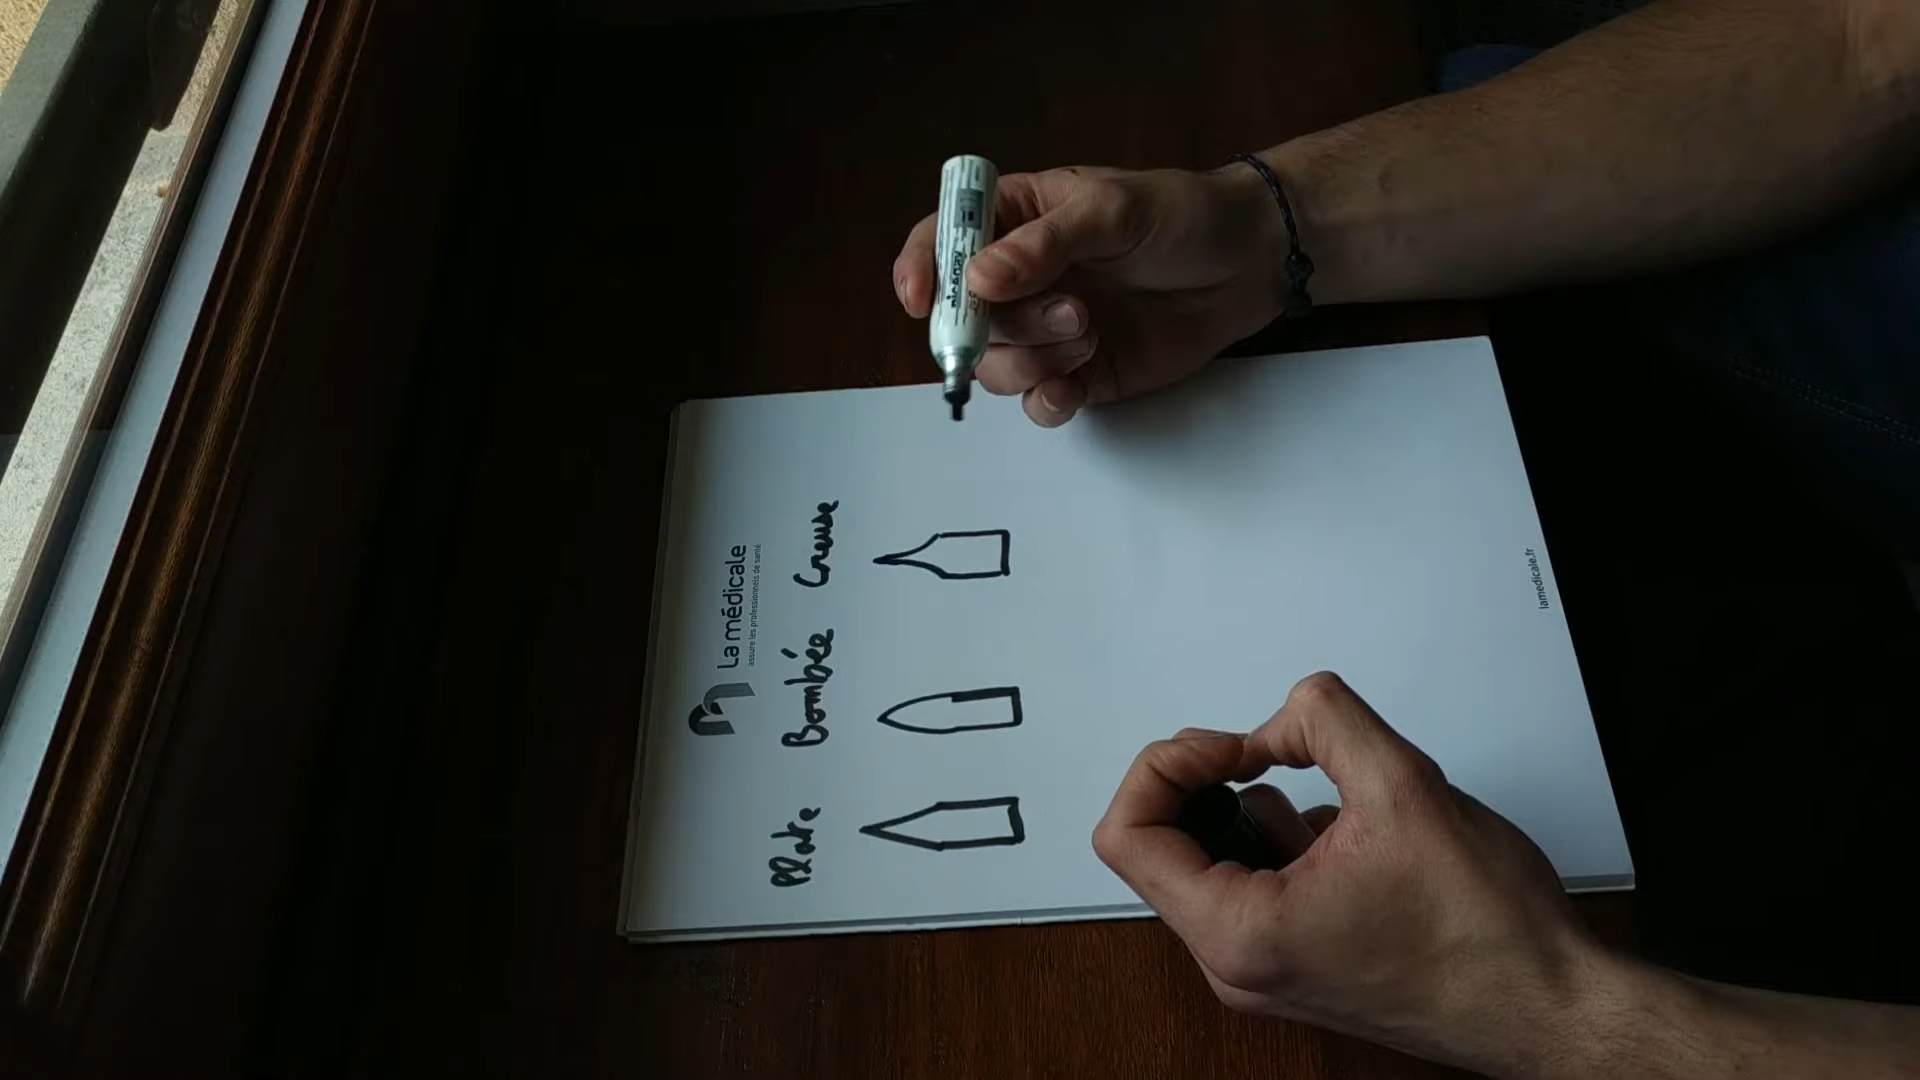 La médicale
assure les professionnels de santé
Plate Bombée Creuse
lamedicale.fr